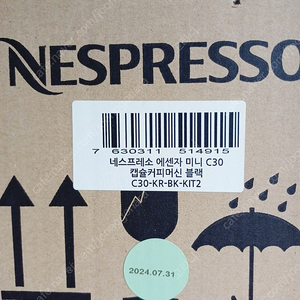 NESPRESSO
7 630311 514915
네스프레소 에센자 미니 C30
캡슐커피머신 블랙
C30-KR-BK-KIT2
2024.07.31